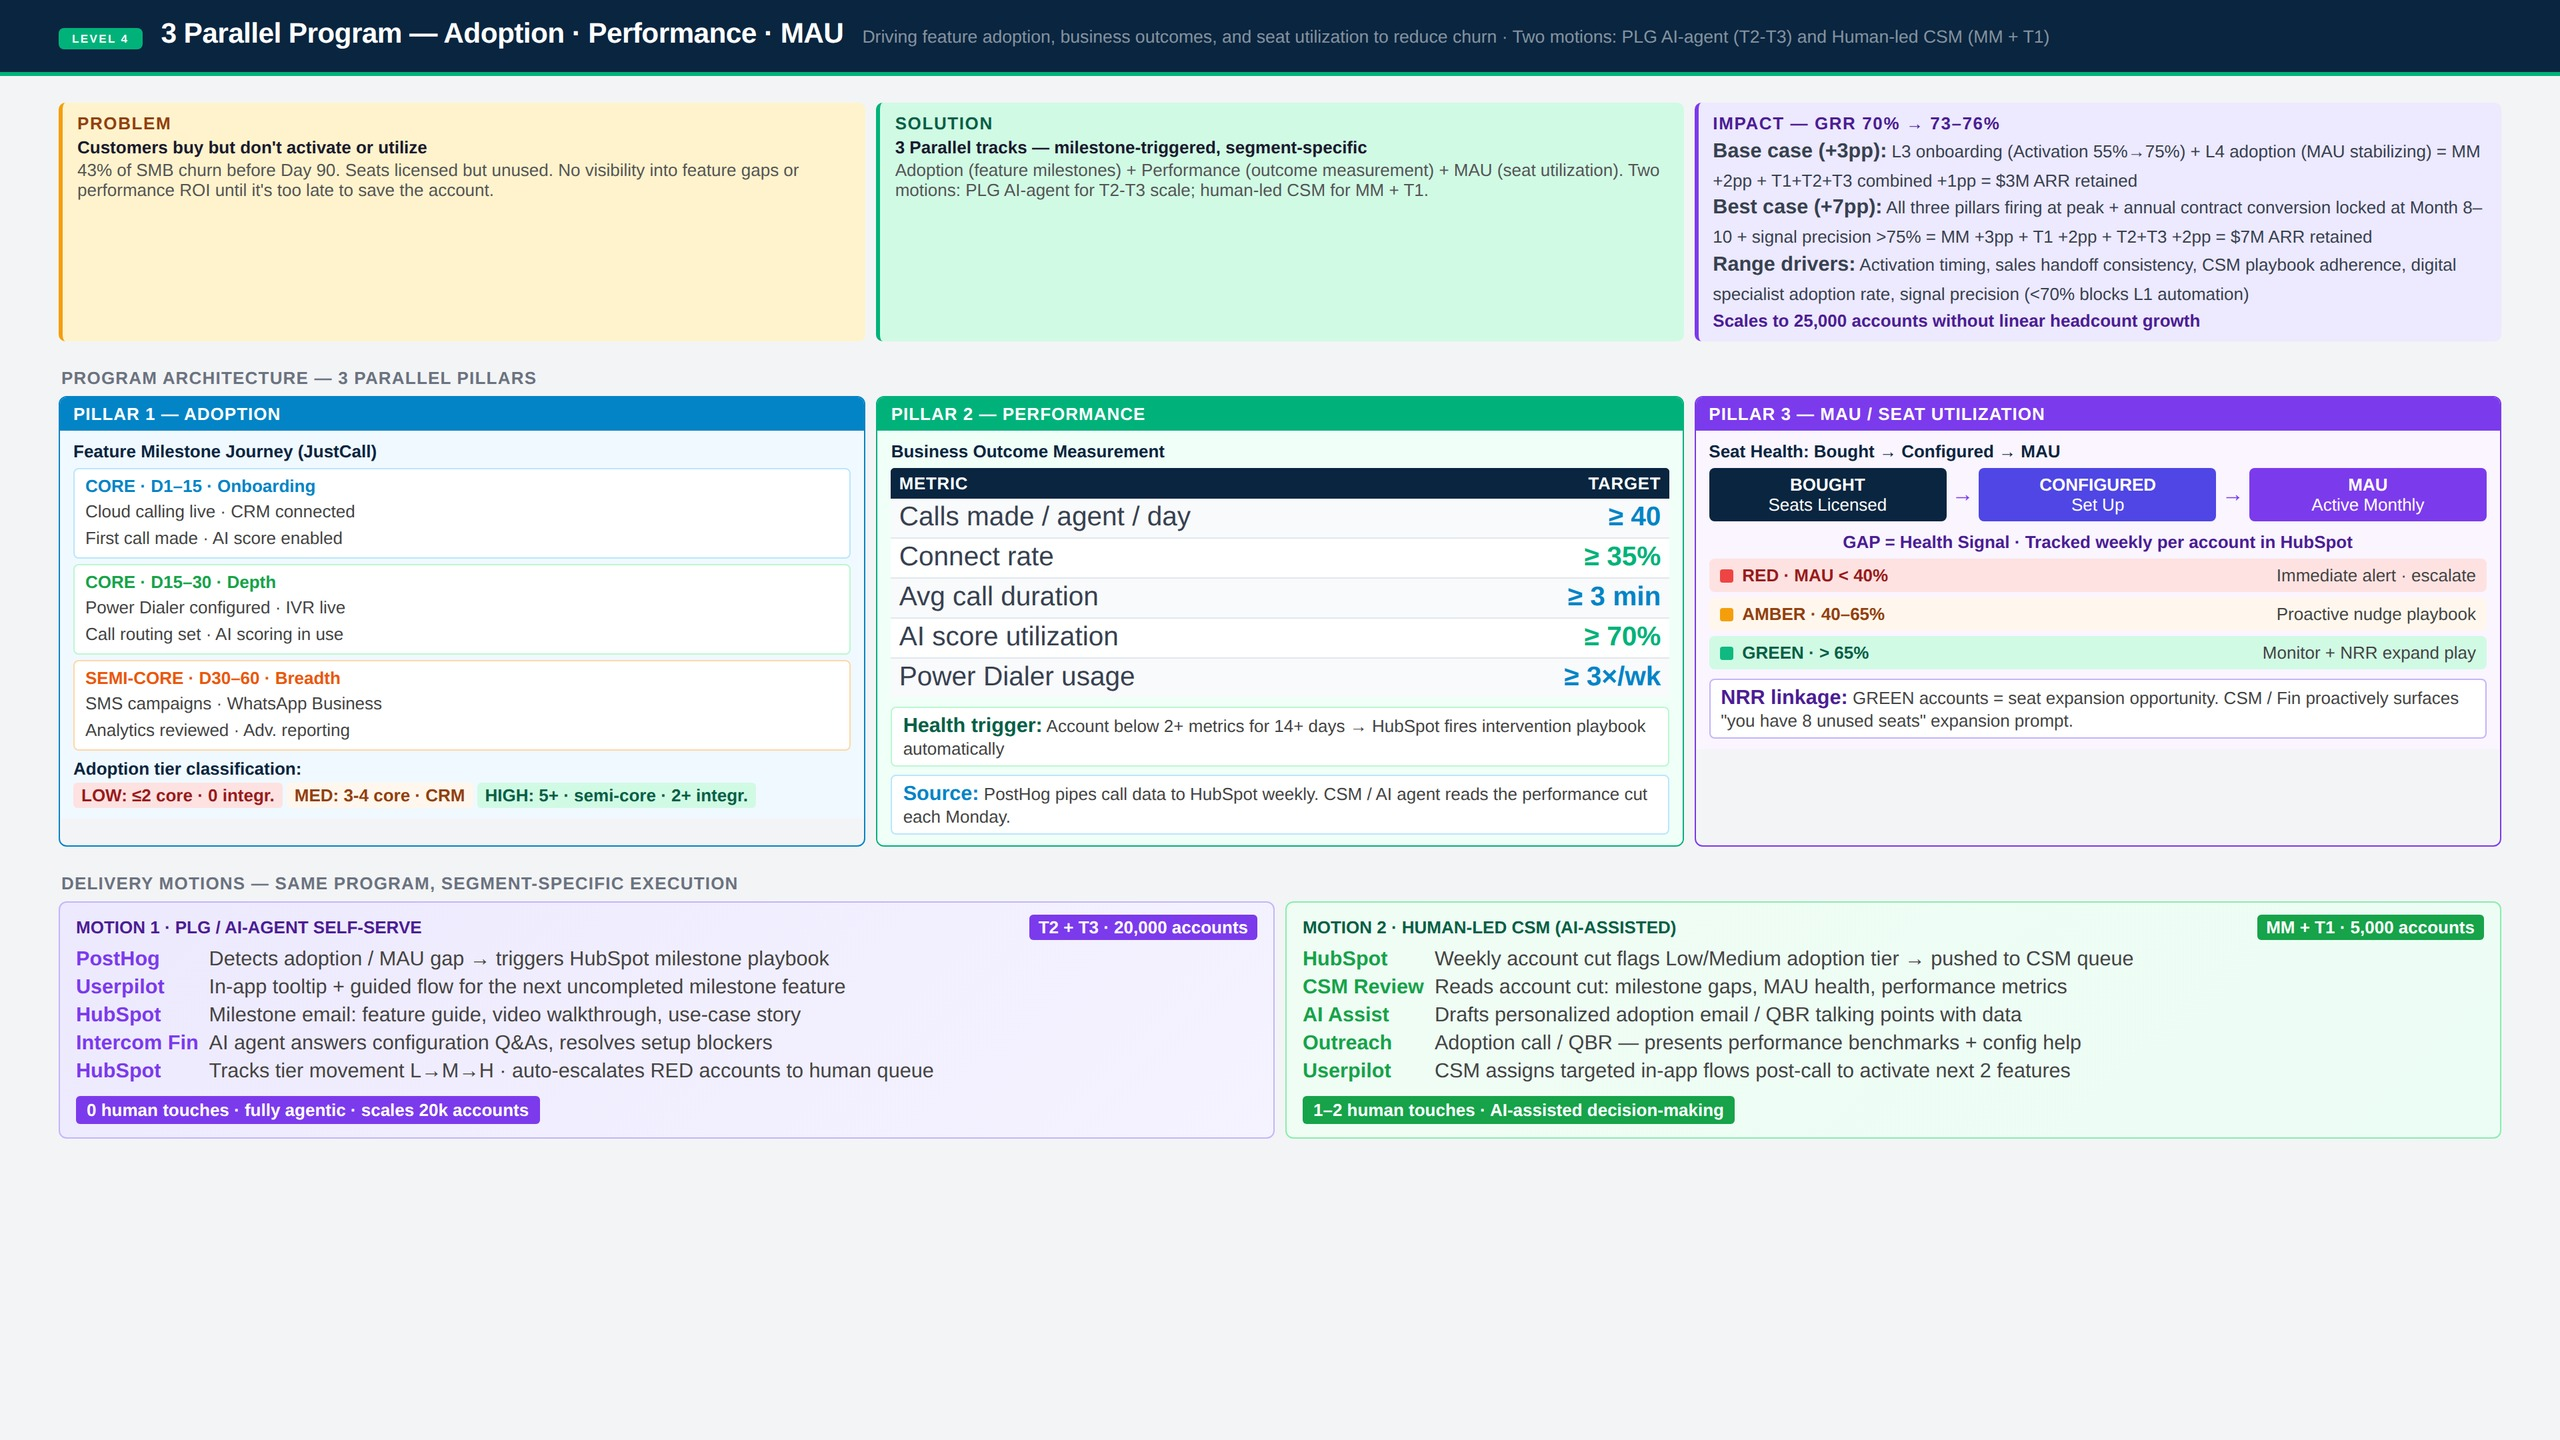 LEVEL 4
3 Parallel Program — Adoption · Performance · MAU
Driving feature adoption, business outcomes, and seat utilization to reduce churn · Two motions: PLG AI-agent (T2-T3) and Human-led CSM (MM + T1)
PROBLEM
Customers buy but don't activate or utilize
43% of SMB churn before Day 90. Seats licensed but unused. No visibility into feature gaps or
performance ROI until it's too late to save the account.
SOLUTION
3 Parallel tracks — milestone-triggered, segment-specific
Adoption (feature milestones) + Performance (outcome measurement) + MAU (seat utilization). Two
motions: PLG AI-agent for T2-T3 scale; human-led CSM for MM + T1.
IMPACT — GRR 70% → 73–76%
Base case (+3pp): L3 onboarding (Activation 55%→75%) + L4 adoption (MAU stabilizing) = MM
+2pp + T1+T2+T3 combined +1pp = $3M ARR retained
Best case (+7pp): All three pillars firing at peak + annual contract conversion locked at Month 8–
10 + signal precision >75% = MM +3pp + T1 +2pp + T2+T3 +2pp = $7M ARR retained
Range drivers: Activation timing, sales handoff consistency, CSM playbook adherence, digital
specialist adoption rate, signal precision (<70% blocks L1 automation)
Scales to 25,000 accounts without linear headcount growth
PROGRAM ARCHITECTURE — 3 PARALLEL PILLARS
PILLAR 1 — ADOPTION
Feature Milestone Journey (JustCall)
CORE · D1–15 · Onboarding
Cloud calling live · CRM connected
First call made · AI score enabled
CORE · D15–30 · Depth
Power Dialer configured · IVR live
Call routing set · AI scoring in use
SEMI-CORE · D30–60 · Breadth
SMS campaigns · WhatsApp Business
Analytics reviewed · Adv. reporting
Adoption tier classification:
LOW: ≤2 core · 0 integr. MED: 3-4 core · CRM HIGH: 5+ · semi-core · 2+ integr.
PILLAR 2 — PERFORMANCE
Business Outcome Measurement
METRIC TARGET
Calls made / agent / day ≥ 40
Connect rate ≥ 35%
Avg call duration ≥ 3 min
AI score utilization ≥ 70%
Power Dialer usage ≥ 3×/wk
Health trigger: Account below 2+ metrics for 14+ days → HubSpot fires intervention playbook
automatically
Source: PostHog pipes call data to HubSpot weekly. CSM / AI agent reads the performance cut
each Monday.
PILLAR 3 — MAU / SEAT UTILIZATION
Seat Health: Bought → Configured → MAU
BOUGHT
Seats Licensed
→
CONFIGURED
Set Up
→
MAU
Active Monthly
GAP = Health Signal · Tracked weekly per account in HubSpot
RED · MAU < 40% Immediate alert · escalate
AMBER · 40–65% Proactive nudge playbook
GREEN · > 65% Monitor + NRR expand play
NRR linkage: GREEN accounts = seat expansion opportunity. CSM / Fin proactively surfaces
"you have 8 unused seats" expansion prompt.
DELIVERY MOTIONS — SAME PROGRAM, SEGMENT-SPECIFIC EXECUTION
MOTION 1 · PLG / AI-AGENT SELF-SERVE T2 + T3 · 20,000 accounts
PostHog Detects adoption / MAU gap → triggers HubSpot milestone playbook
Userpilot In-app tooltip + guided flow for the next uncompleted milestone feature
HubSpot Milestone email: feature guide, video walkthrough, use-case story
Intercom Fin AI agent answers configuration Q&As, resolves setup blockers
HubSpot Tracks tier movement L→M→H · auto-escalates RED accounts to human queue
0 human touches · fully agentic · scales 20k accounts
MOTION 2 · HUMAN-LED CSM (AI-ASSISTED) MM + T1 · 5,000 accounts
HubSpot Weekly account cut flags Low/Medium adoption tier → pushed to CSM queue
CSM Review Reads account cut: milestone gaps, MAU health, performance metrics
AI Assist Drafts personalized adoption email / QBR talking points with data
Outreach Adoption call / QBR — presents performance benchmarks + config help
Userpilot CSM assigns targeted in-app flows post-call to activate next 2 features
1–2 human touches · AI-assisted decision-making